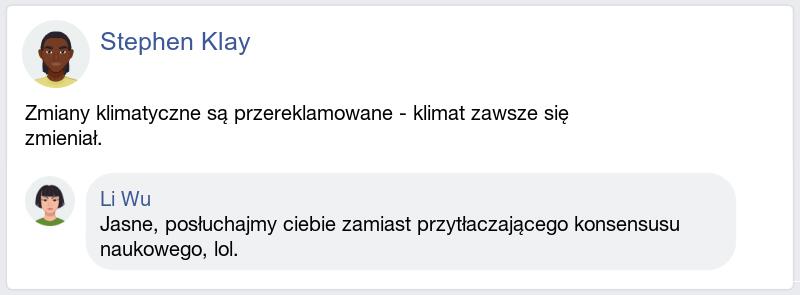 Stephen Klay
Zmiany klimatyczne są przereklamowane - klimat zawsze się
zmieniał.
Li Wu
Jasne, posłuchajmy ciebie zamiast przytłaczającego konsensusu
naukowego, lol.